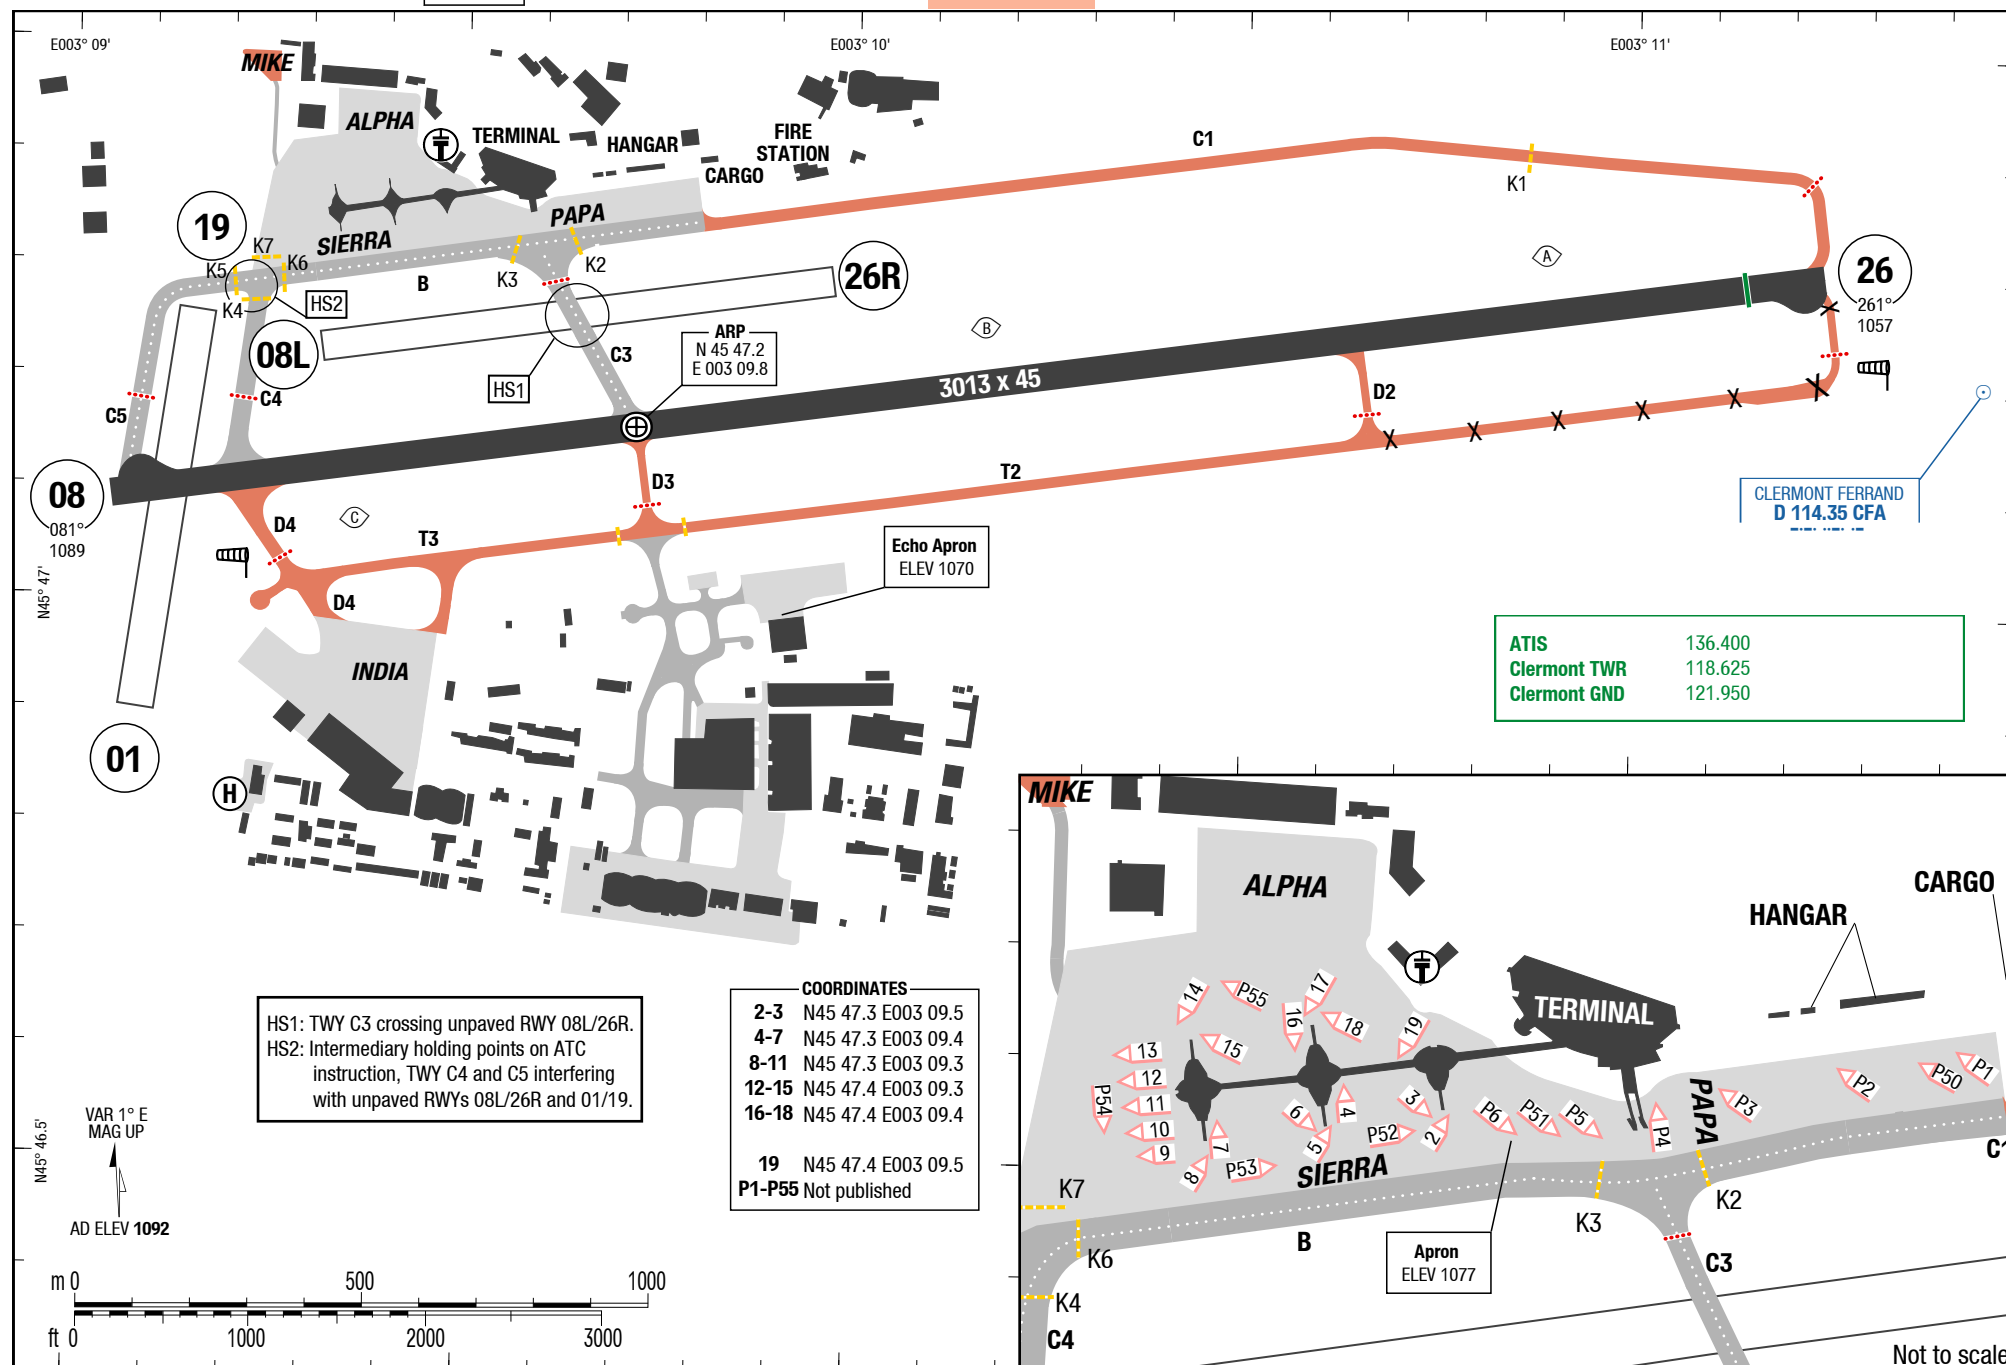 E003° 09'
E003° 10'
E003° 11'
MIKE
ALPHA
TERMINAL
HANGAR
FIRE
STATION
CARGO
C1
K1
19
K7
K5
K6
K4
SIERRA
PAPA
K3
K2
B
HS2
08L
26R
HS1
C3
ARP
N 45 47.2
E 003 09.8
A
B
C
26
261°
1057
3013 x 45
D2
C5
C4
08
081°
1089
D4
T3
D3
T2
D4
CLERMONT FERRAND
D 114.35 CFA
Echo Apron
ELEV 1070
N45° 47'
INDIA
ATIS 136.400
Clermont TWR 118.625
Clermont GND 121.950
01
H
HS1: TWY C3 crossing unpaved RWY 08L/26R.
HS2: Intermediary holding points on ATC
instruction, TWY C4 and C5 interfering
with unpaved RWYs 08L/26R and 01/19.
COORDINATES
2-3 N45 47.3 E003 09.5
4-7 N45 47.3 E003 09.4
8-11 N45 47.3 E003 09.3
12-15 N45 47.4 E003 09.3
16-18 N45 47.4 E003 09.4
19 N45 47.4 E003 09.5
P1-P55 Not published
N45° 46.5'
VAR 1° E
MAG UP
AD ELEV 1092
m 0 500 1000
ft 0 1000 2000 3000
MIKE
ALPHA
CARGO
HANGAR
TERMINAL
14
P55
17
16
18
19
13
15
12
11
P54
10
9
8
7
P53
6
5
4
P52
3
2
P6
P51
P5
P4
PAPA
P3
P2
P50
P1
SIERRA
K7
K6
K4
C4
B
K3
K2
C3
C1
Apron
ELEV 1077
Not to scale